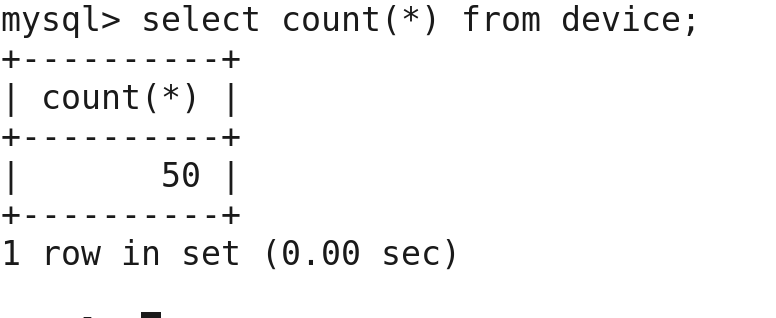 mysql> select count(*) from device;
+----------+
| count(*) |
+----------+
|       50 |
+----------+
1 row in set (0.00 sec)